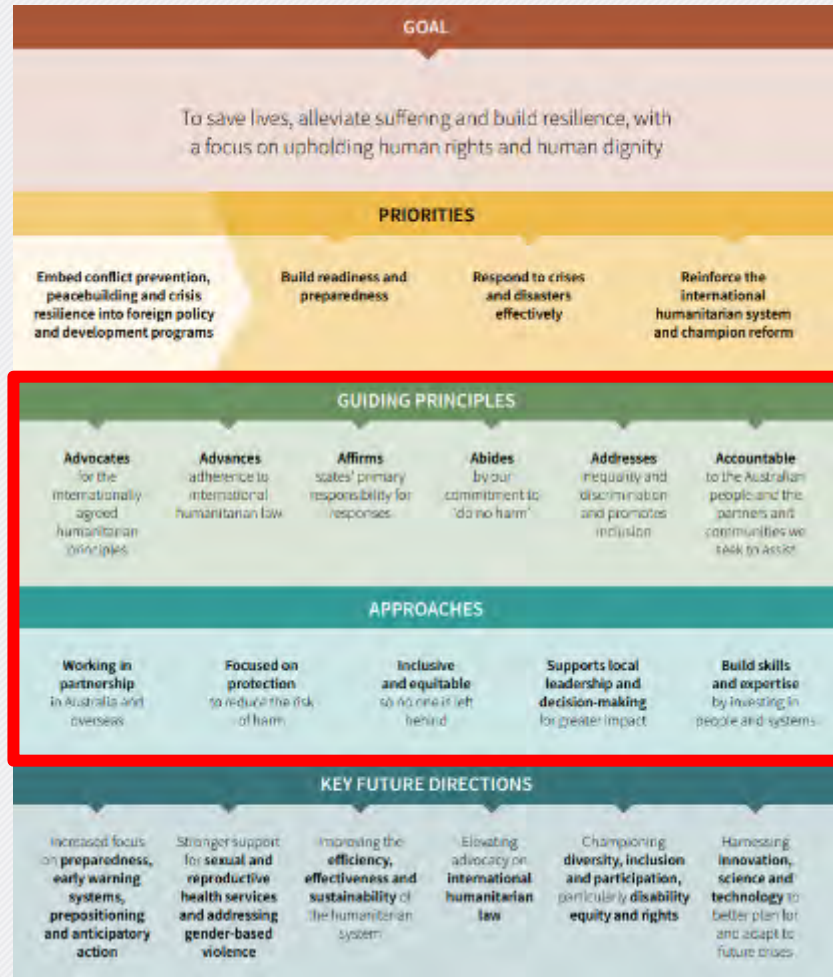 GOAL
To save lives, alleviate suffering and build resilience, with
a focus on upholding human rights and human dignity
PRIORITIES
Embed conflict prevention,
peacebuilding and crisis
resilience into foreign policy
and development programs
Build readiness and
preparedness
Respond to crises
and disasters
effectively
Reinforce the
international
humanitarian system
and champion reform
GUIDING PRINCIPLES
Advocates
for the
internationally
agreed
humanitarian
principles
Advances
adherence to
international
humanitarian law
Affirms
states' primary
responsibility for
responses
Abides
by our
commitment to
'do no harm'
Addresses
inequality and
discrimination
and promotes
inclusion
Accountable
to the Australian
people and the
partners and
communities we
seek to assist
APPROACHES
Working in
partnership
in Australia and
overseas
Focused on
protection
to reduce the risk
of harm
Inclusive
and equitable
so no one is left
behind
Supports local
leadership and
decision-making
for greater impact
Build skills
and expertise
by investing in
people and systems
KEY FUTURE DIRECTIONS
Increased focus
on preparedness,
early warning
systems,
prepositioning
and anticipatory
action
Stronger support
for sexual and
reproductive
health services
and addressing
gender-based
violence
Improving the
efficiency,
effectiveness and
sustainability of
the humanitarian
system
Elevating
advocacy on
international
humanitarian
law
Championing
diversity, inclusion
and participation,
particularly disability
equity and rights
Harnessing
innovation,
science and
technology to
better plan for
and adapt to
future crises